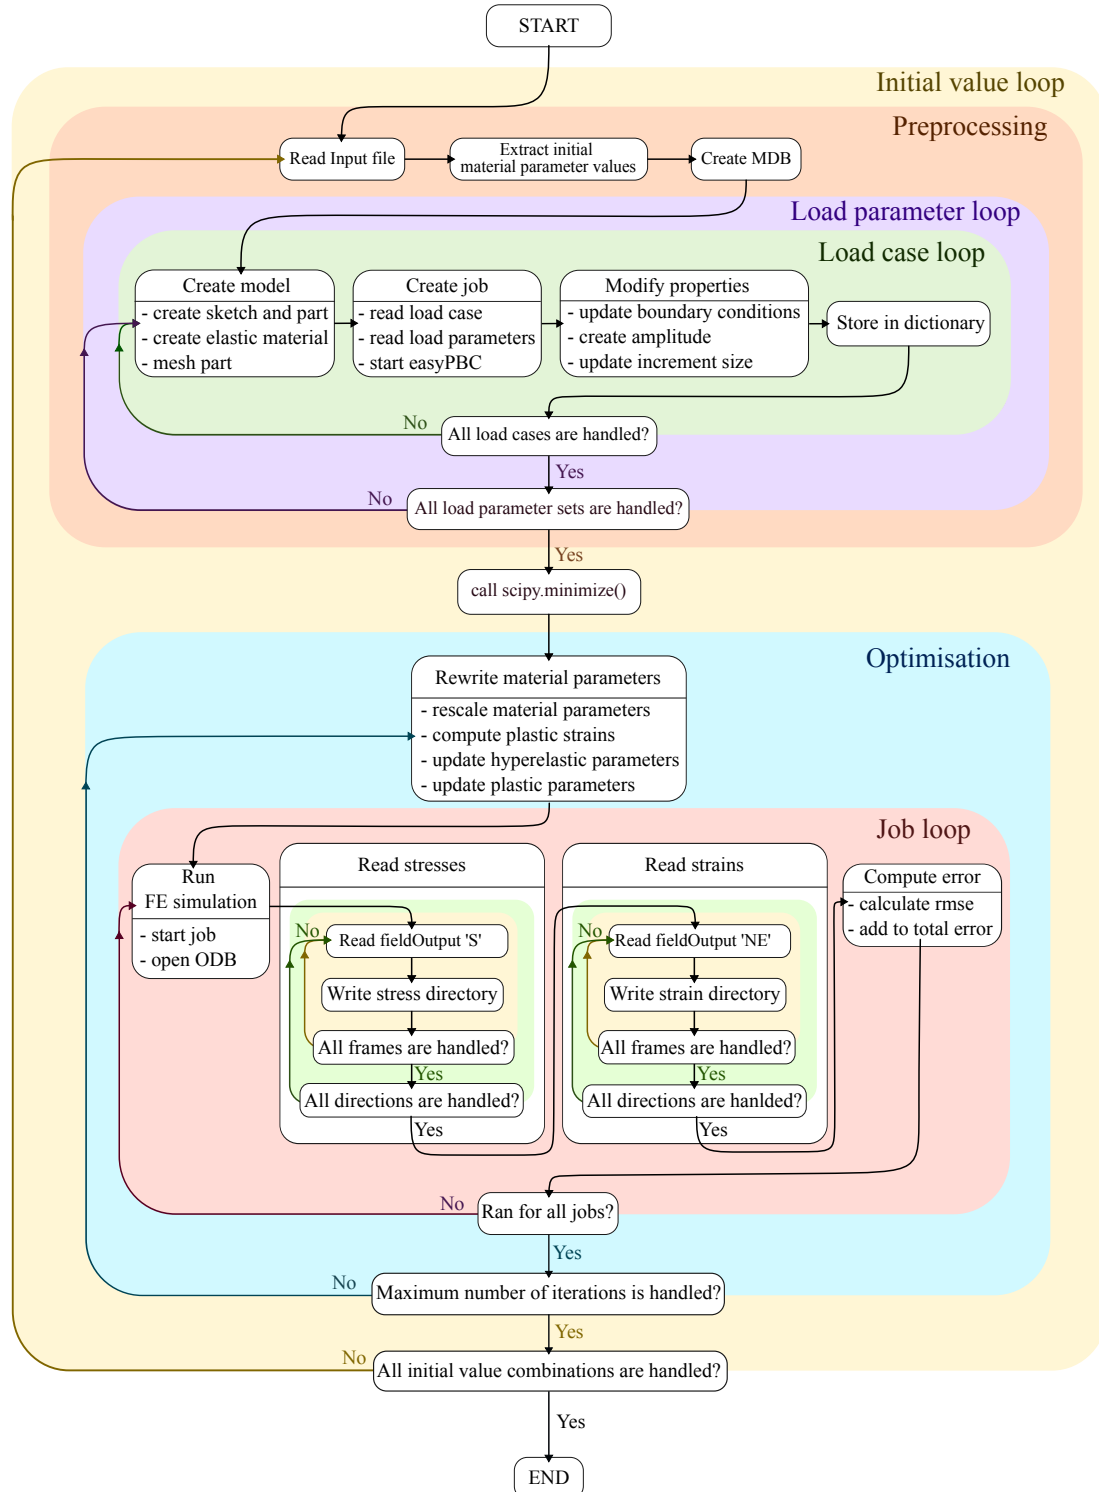 START
Initial value loop
Preprocessing
Read Input file
Extract initial
material parameter values
Create MDB
Load parameter loop
Load case loop
Create model
- create sketch and part
- create elastic material
- mesh part
Create job
- read load case
- read load parameters
- start easyPBC
Modify properties
- update boundary conditions
- create amplitude
- update increment size
Store in dictionary
No
All load cases are handled?
Yes
No
All load parameter sets are handled?
Yes
call scipy.minimize()
Optimisation
Rewrite material parameters
- rescale material parameters
- compute plastic strains
- update hyperelastic parameters
- update plastic parameters
Job loop
Run
FE simulation
- start job
- open ODB
Read stresses
No
Read fieldOutput 'S'
Write stress directory
All frames are handled?
Yes
All directions are handled?
Yes
Read strains
No
Read fieldOutput 'NE'
Write strain directory
All frames are handled?
Yes
All directions are hanlded?
Yes
Compute error
- calculate rmse
- add to total error
No
Ran for all jobs?
Yes
No
Maximum number of iterations is handled?
Yes
No
All initial value combinations are handled?
Yes
END